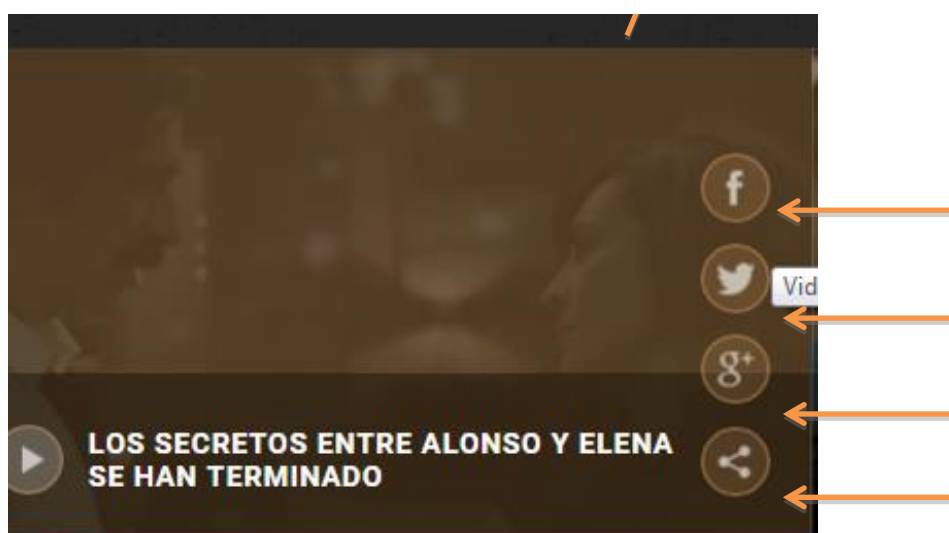 f
Vid
g+
LOS SECRETOS ENTRE ALONSO Y ELENA
SE HAN TERMINADO